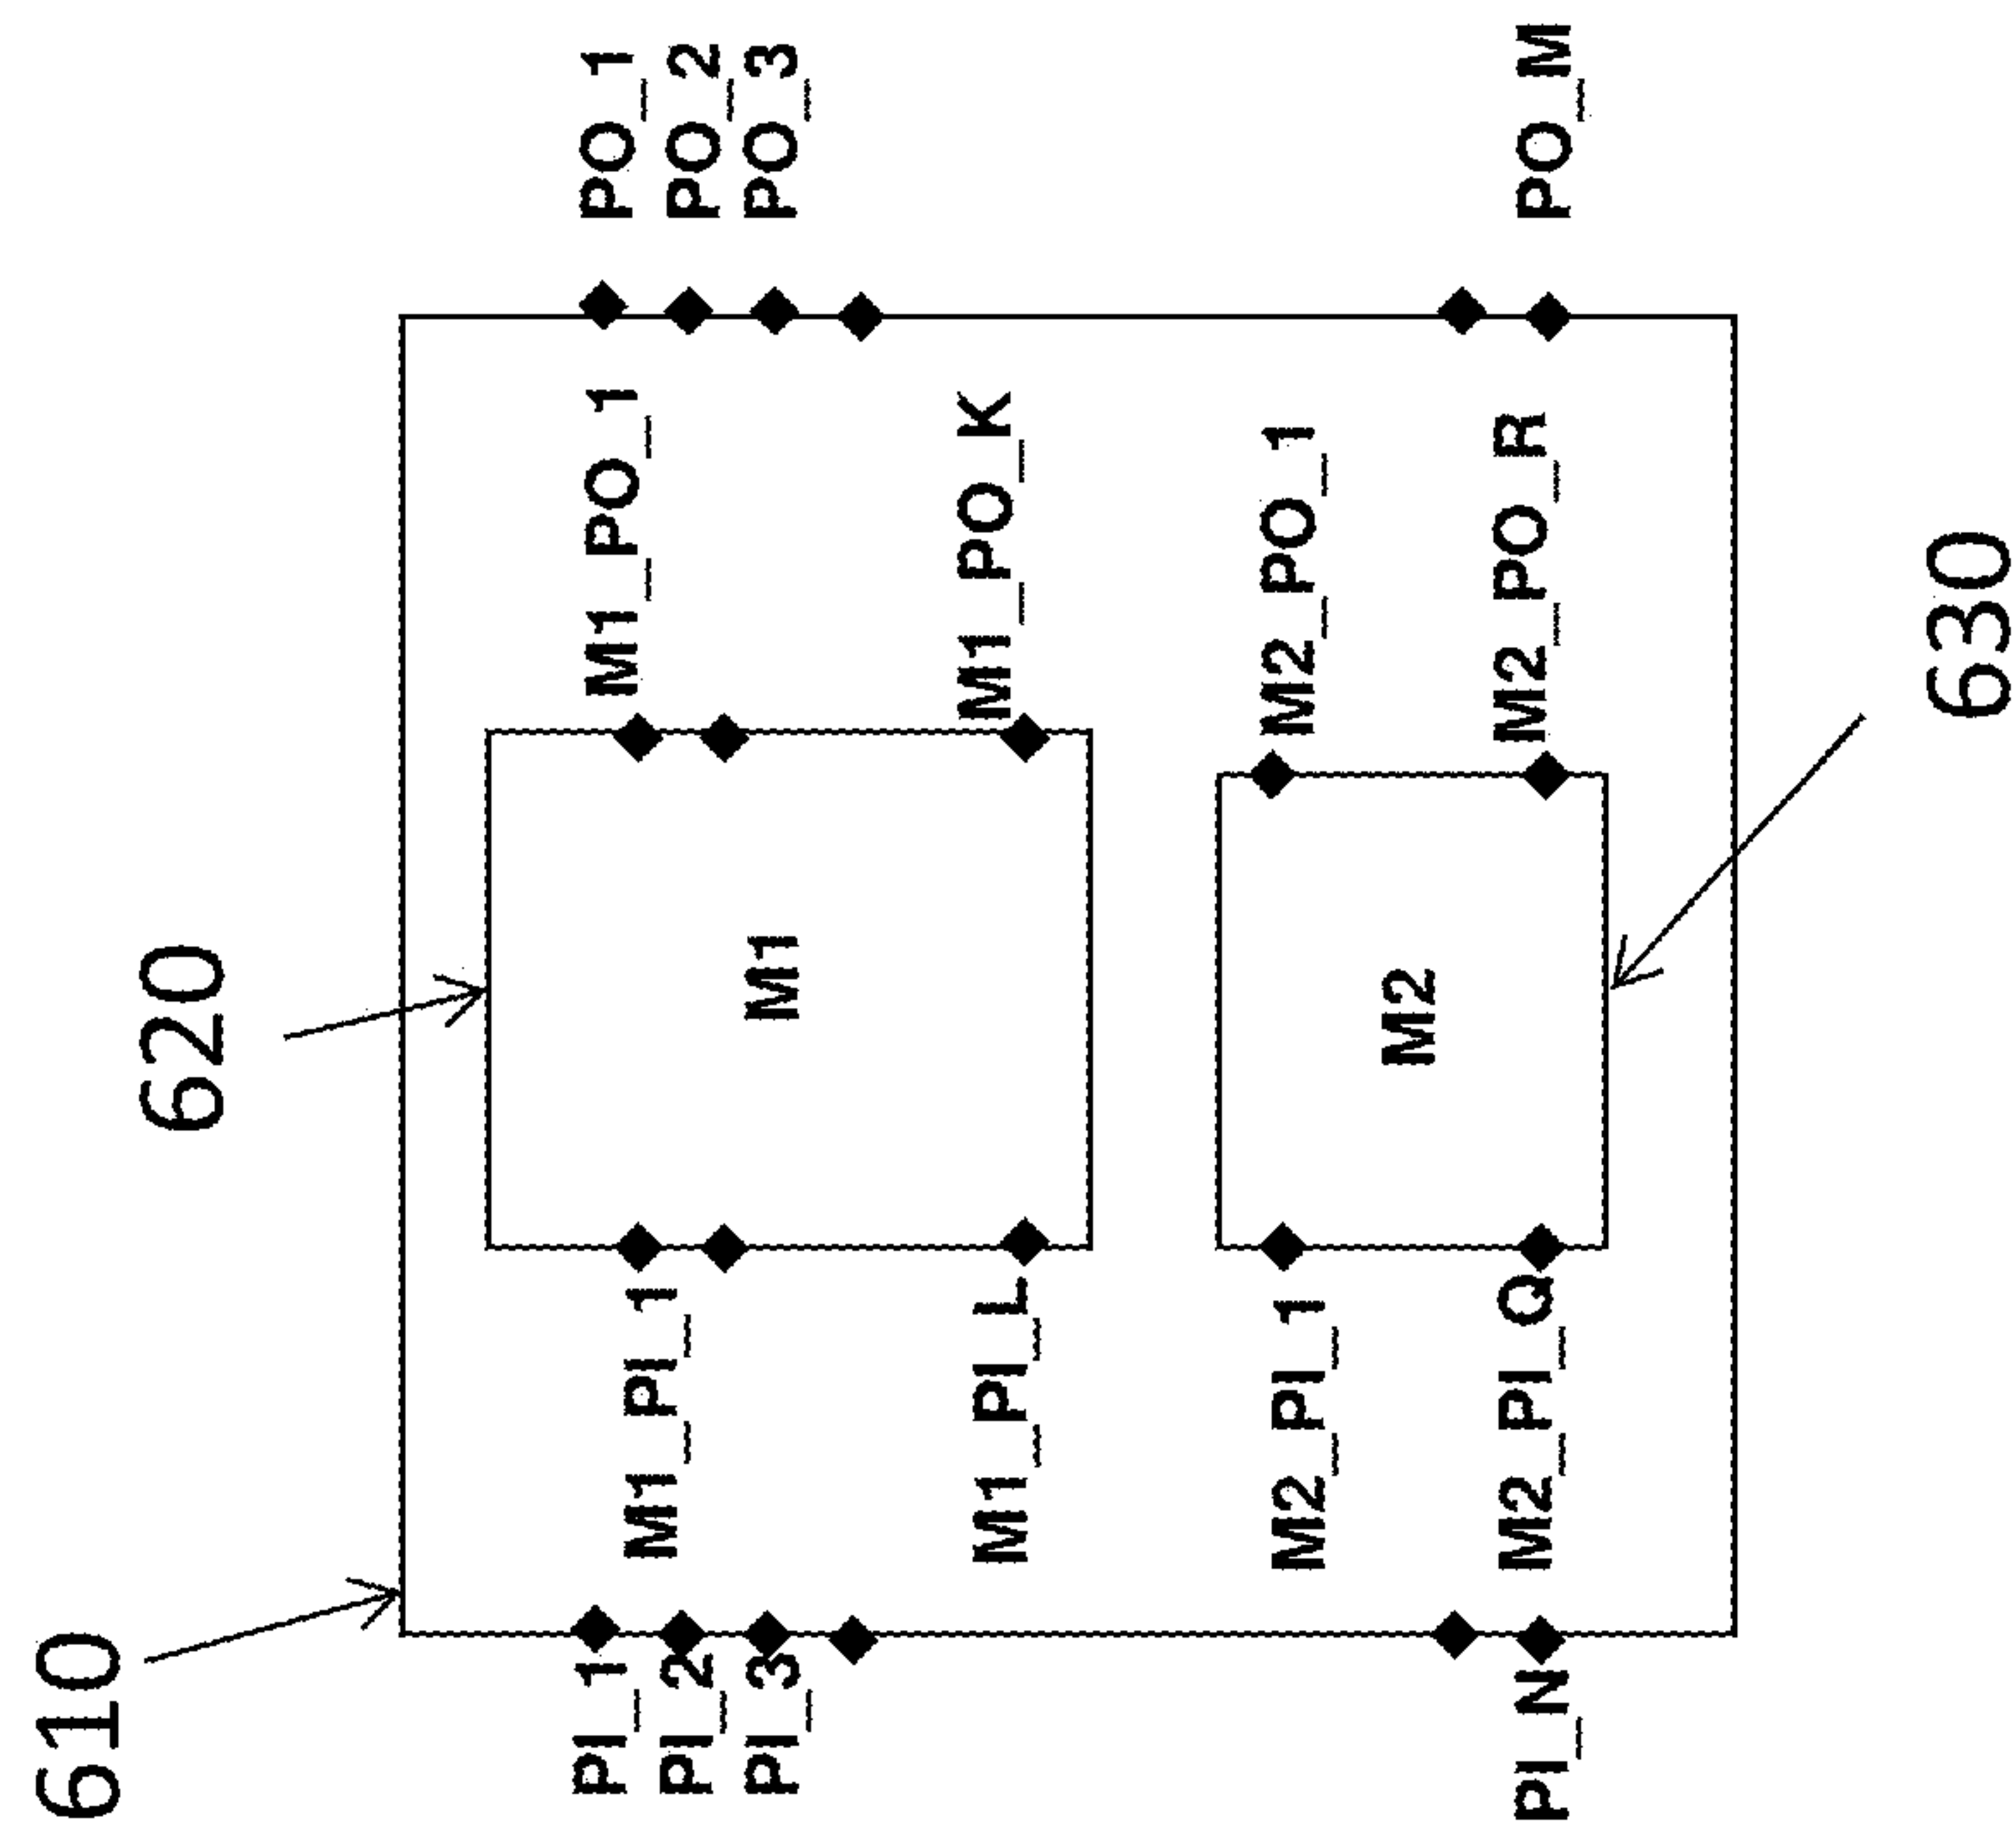 610
620
PI_1
M1_PI_1
M1
M1_PO_1
PO_1
PI_2
PO_2
PI_3
PO_3
M1_PI_L
M1_PO_K
M2_PI_1
M2
M2_PO_1
M2_PI_Q
M2_PO_R
PI_N
PO_M
630